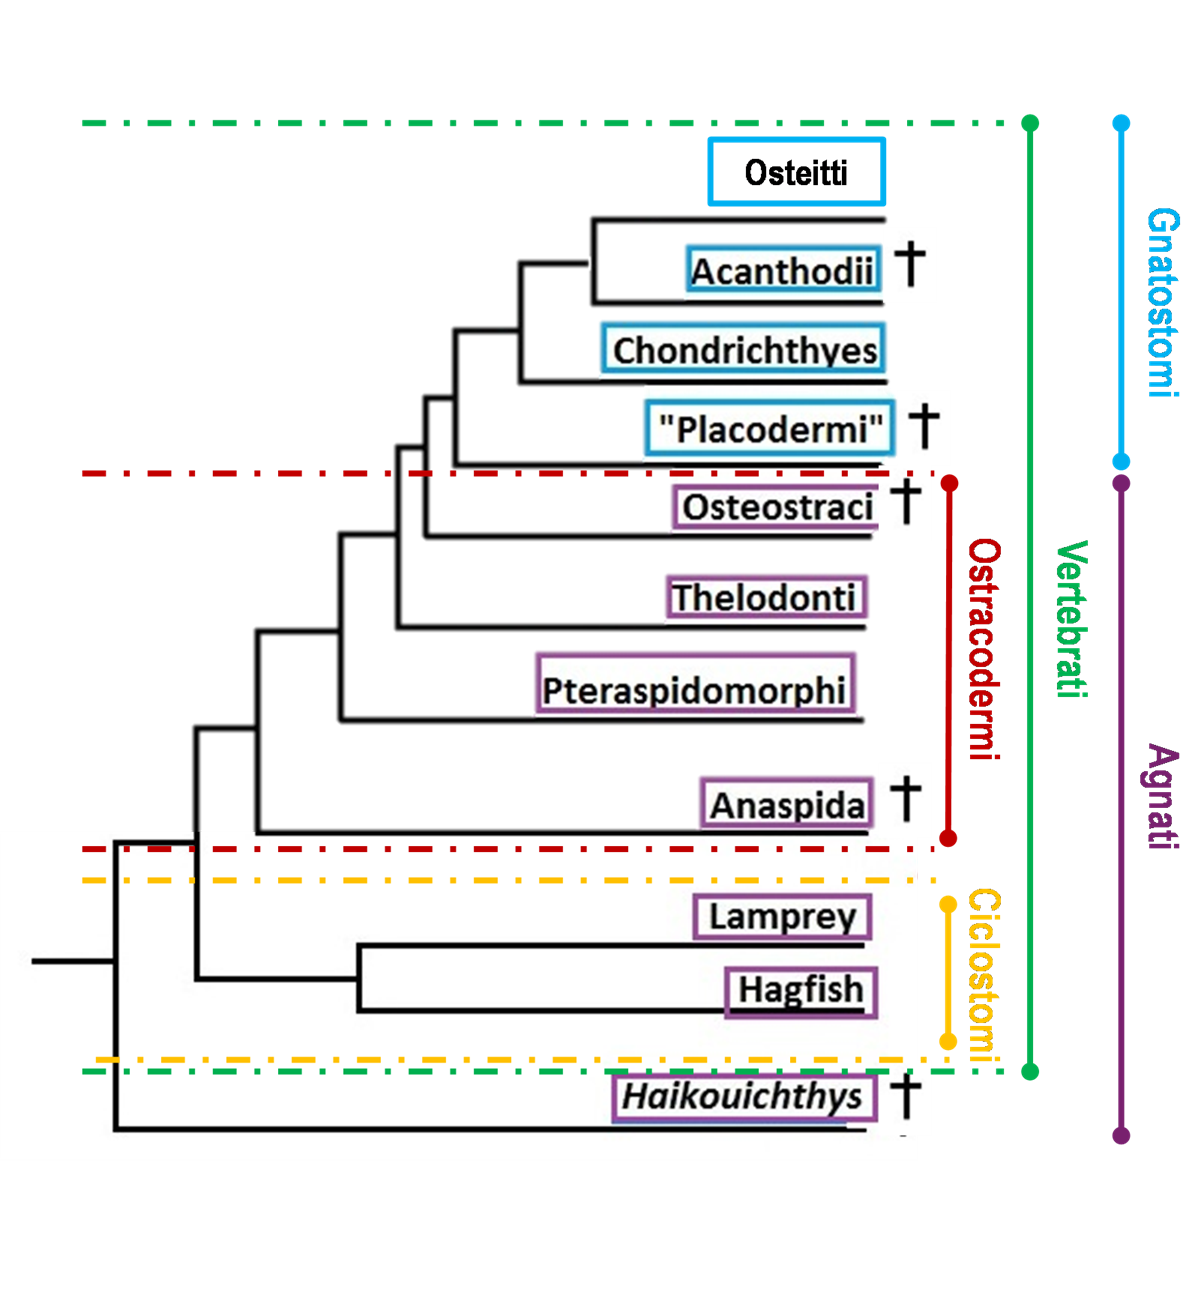 Osteitti
Acanthodii †
Chondrichthyes
"Placodermi" †
Osteostraci †
Thelodonti
Pteraspidomorphi
Anaspida †
Lamprey
Hagfish
Haikouichthys †
Ostracodermi
Ciclostomi
Vertebrati
Gnatostomi
Agnati